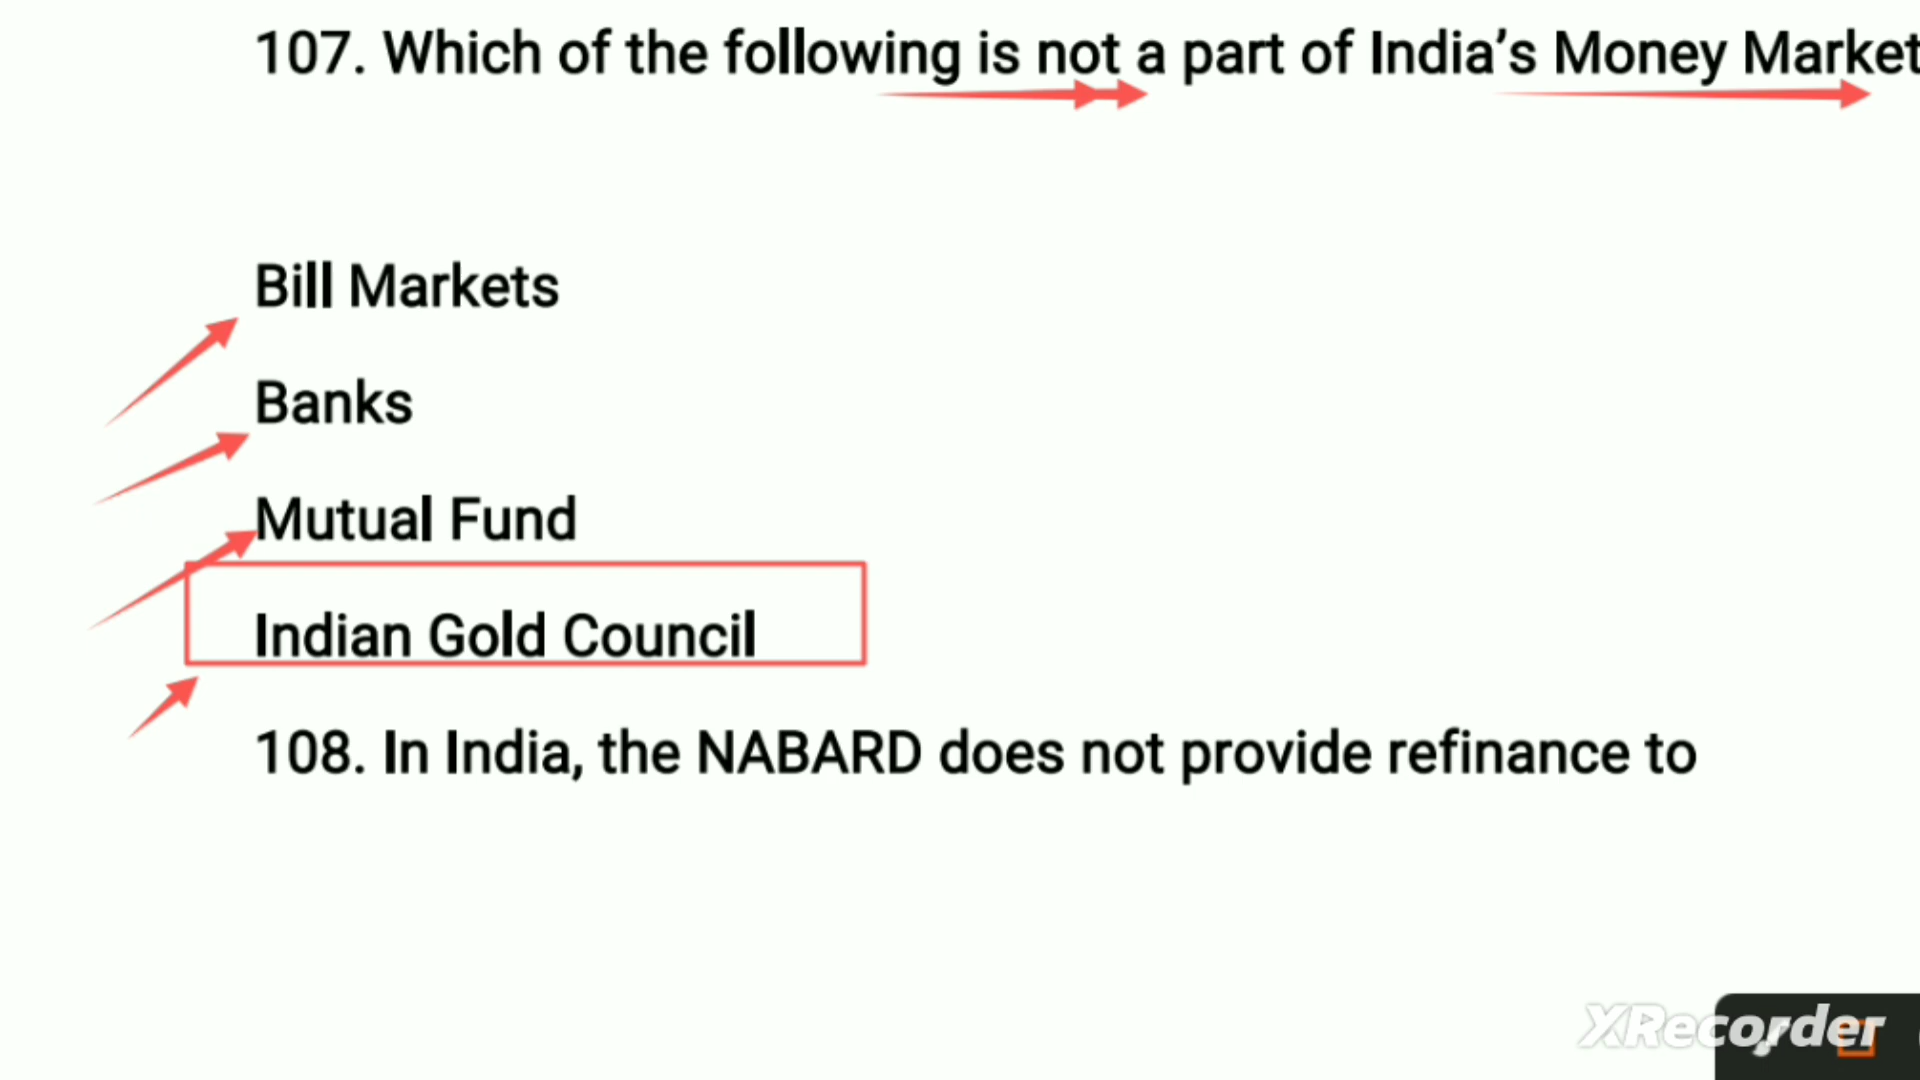 107. Which of the following is not a part of India’s Money Market
Bill Markets
Banks
Mutual Fund
Indian Gold Council
108. In India, the NABARD does not provide refinance to
XRecorder